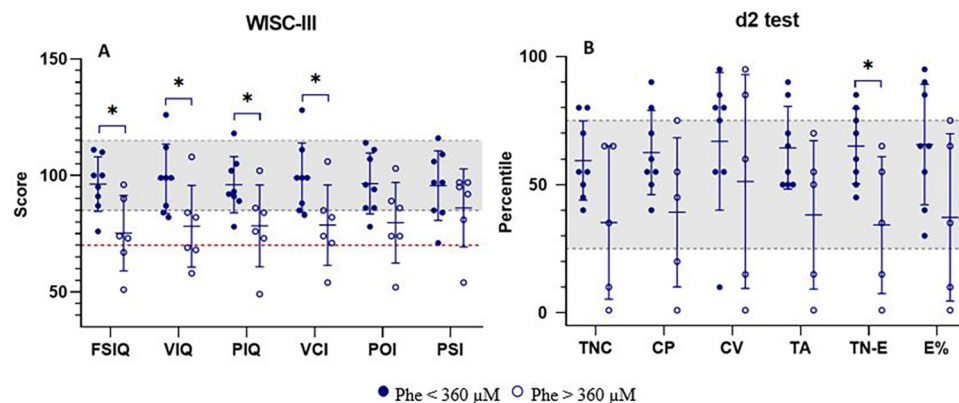 WISC-III
d2 test
A
B
*
*
*
*
*
Score
150
100
50
Percentile
100
50
0
FSIQ VIQ PIQ VCI POI PSI
TNC CP CV TA TN-E E%
Phe < 360 µM Phe > 360 µM